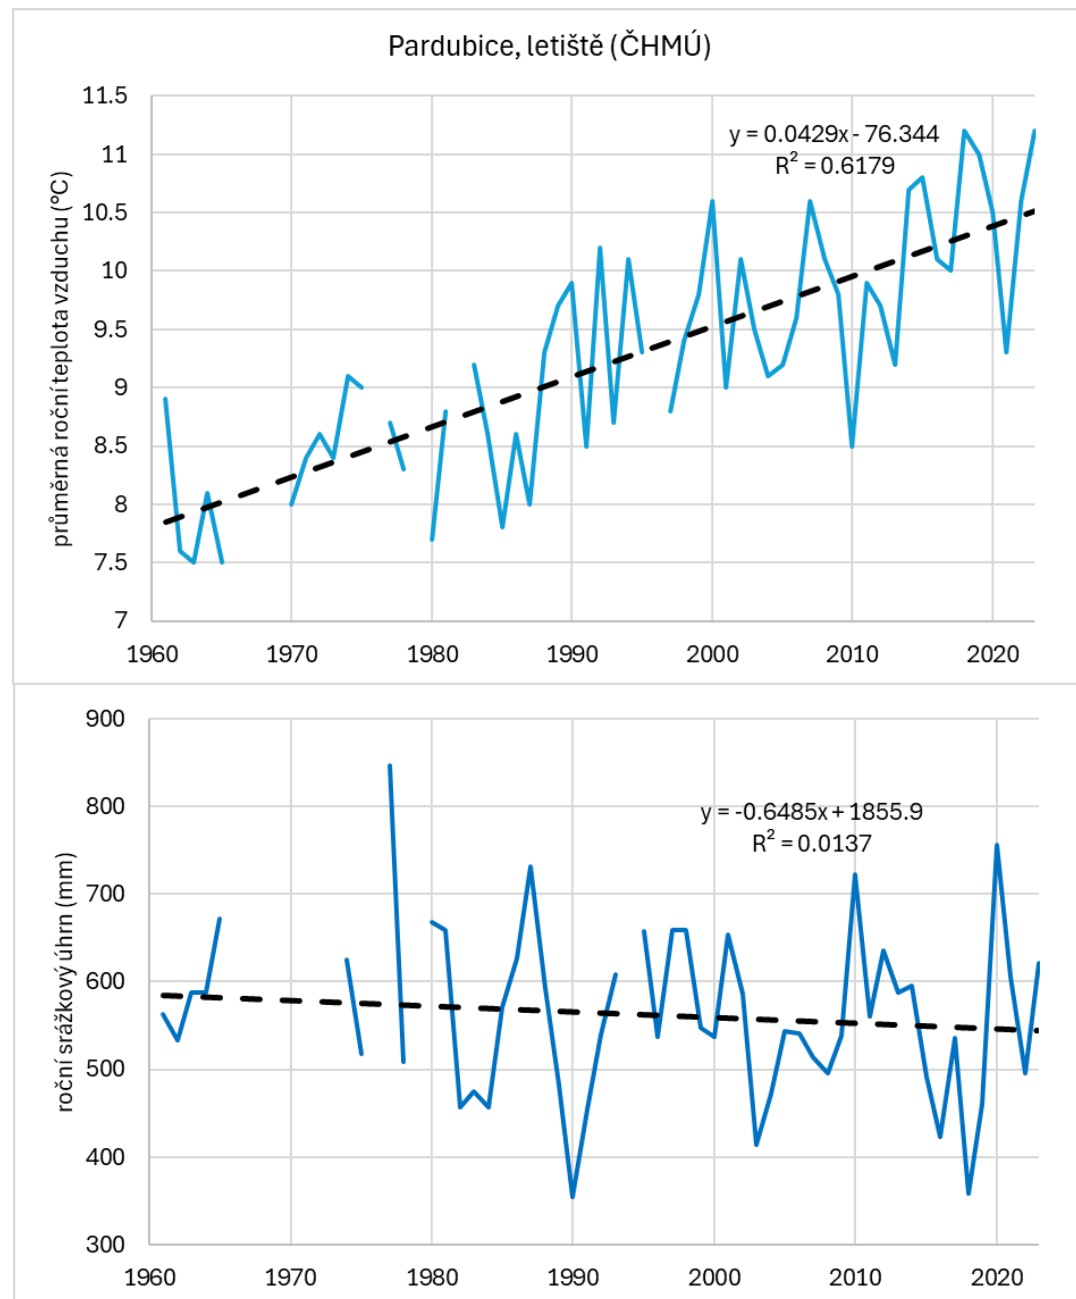 Pardubice, letiště (ČHMÚ)
průměrná roční teplota vzduchu (°C)
11.5
11
10.5
10
9.5
9
8.5
8
7.5
7
y = 0.0429x - 76.344
R² = 0.6179
1960 1970 1980 1990 2000 2010 2020
roční srážkový úhrn (mm)
900
800
700
600
500
400
300
y = -0.6485x + 1855.9
R² = 0.0137
1960 1970 1980 1990 2000 2010 2020